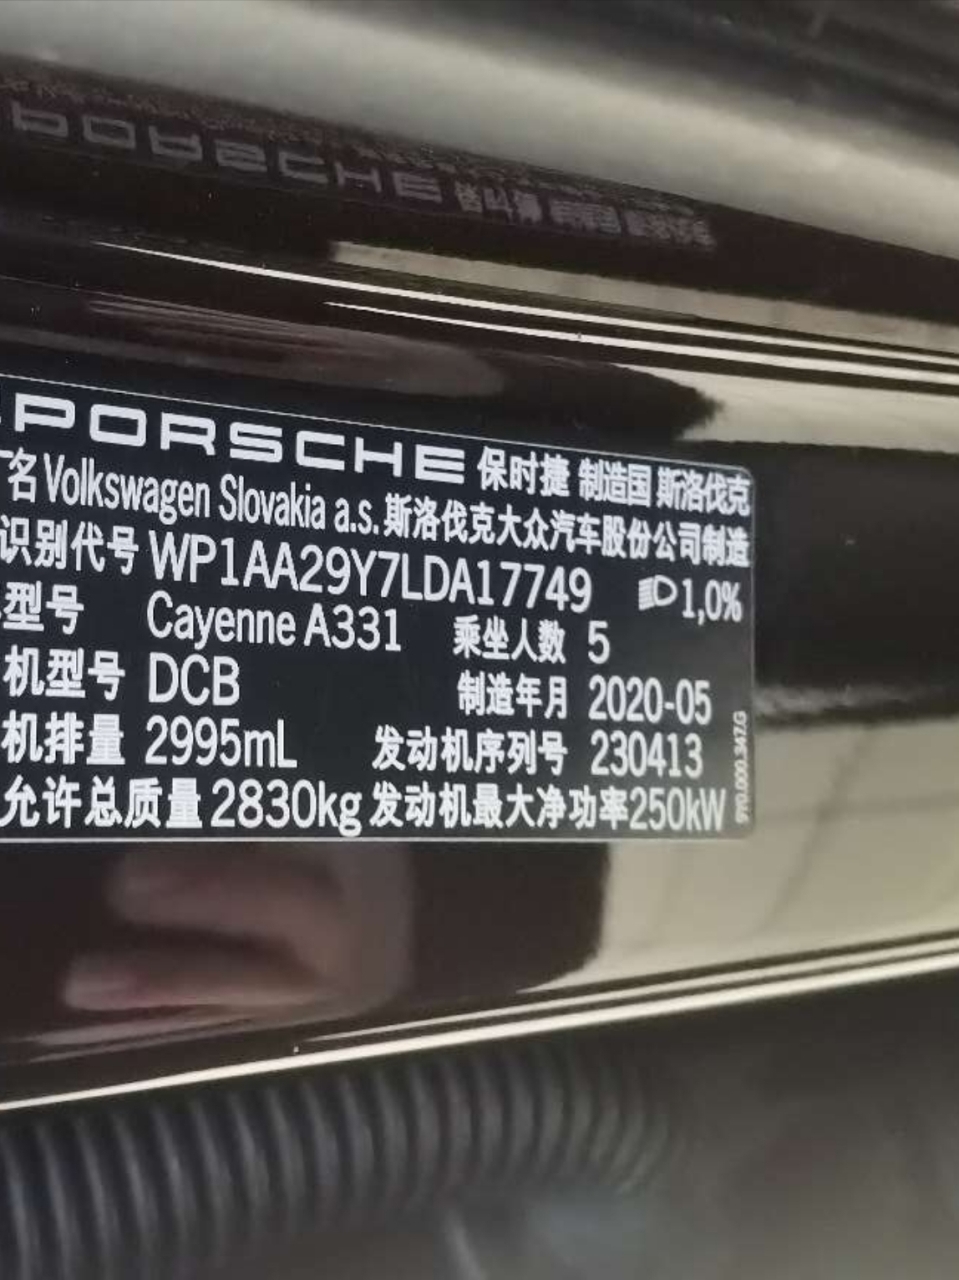 PORSCHE 保时捷 制造国 斯洛伐克
名 Volkswagen Slovakia a.s. 斯洛伐克大众汽车股份公司制造
识别代号 WP1AA29Y7LDA17749 1,0%
型号 Cayenne A331 乘坐人数 5
机型号 DCB 制造年月 2020-05
机排量 2995mL 发动机序列号 230413
允许总质量 2830kg 发动机最大净功率 250kW
9Y0.000.347.G